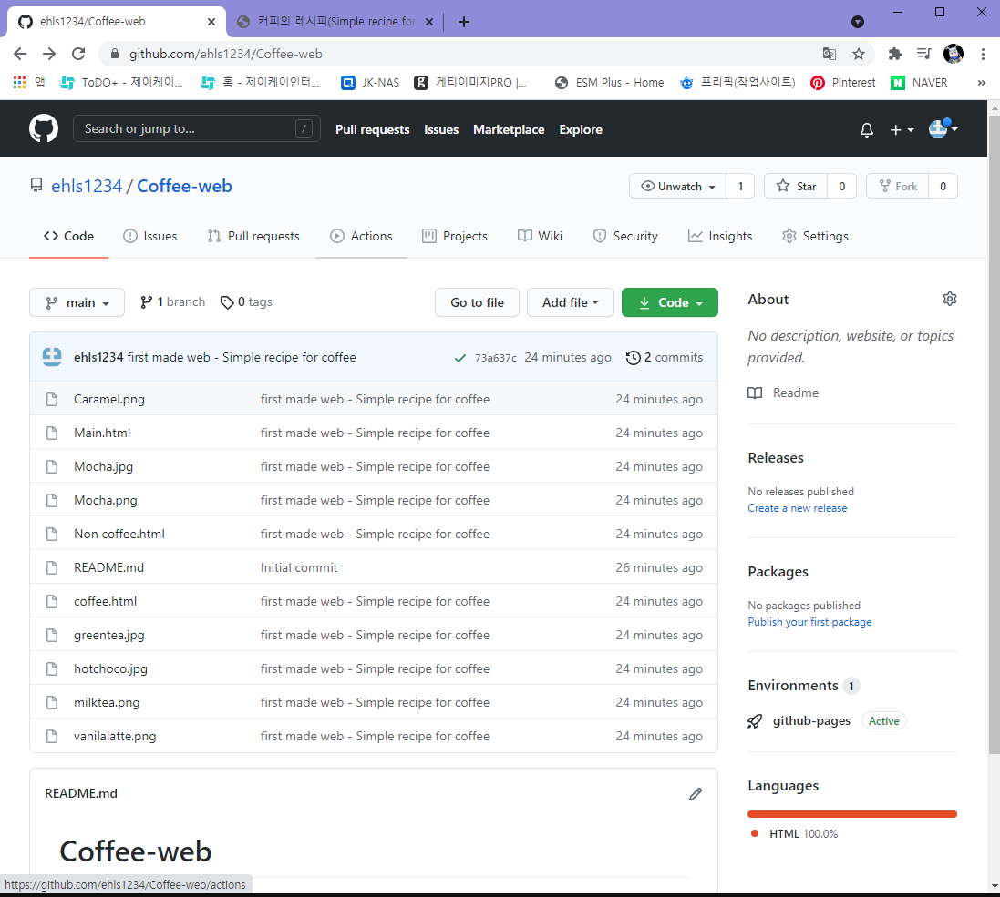 ehls1234/Coffee-web
커피의 레시피(Simple recipe for
github.com/ehls1234/Coffee-web
앱 ToDO+ - 제이케이... 홈 - 제이케이인터... JK-NAS 게티이미지PRO |... ESM Plus - Home 프리픽(작업사이트) Pinterest NAVER »
Search or jump to... / Pull requests Issues Marketplace Explore
ehls1234 / Coffee-web Unwatch 1 Star 0 Fork 0
Code Issues Pull requests Actions Projects Wiki Security Insights Settings
main 1 branch 0 tags Go to file Add file Code
ehls1234 first made web - Simple recipe for coffee 73a637c 24 minutes ago 2 commits
Caramel.png first made web - Simple recipe for coffee 24 minutes ago
Main.html first made web - Simple recipe for coffee 24 minutes ago
Mocha.jpg first made web - Simple recipe for coffee 24 minutes ago
Mocha.png first made web - Simple recipe for coffee 24 minutes ago
Non coffee.html first made web - Simple recipe for coffee 24 minutes ago
README.md Initial commit 26 minutes ago
coffee.html first made web - Simple recipe for coffee 24 minutes ago
greentea.jpg first made web - Simple recipe for coffee 24 minutes ago
hotchoco.jpg first made web - Simple recipe for coffee 24 minutes ago
milktea.png first made web - Simple recipe for coffee 24 minutes ago
vanilalatte.png first made web - Simple recipe for coffee 24 minutes ago
README.md
Coffee-web
About
No description, website, or topics
provided.
Readme
Releases
No releases published
Create a new release
Packages
No packages published
Publish your first package
Environments 1
github-pages Active
Languages
HTML 100.0%
https://github.com/ehls1234/Coffee-web/actions